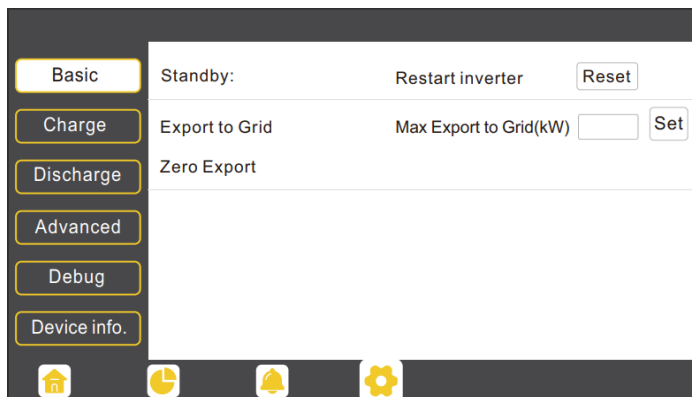 Basic
Standby:
Restart inverter
Reset
Charge
Export to Grid
Max Export to Grid(kW)
Set
Discharge
Zero Export
Advanced
Debug
Device info.